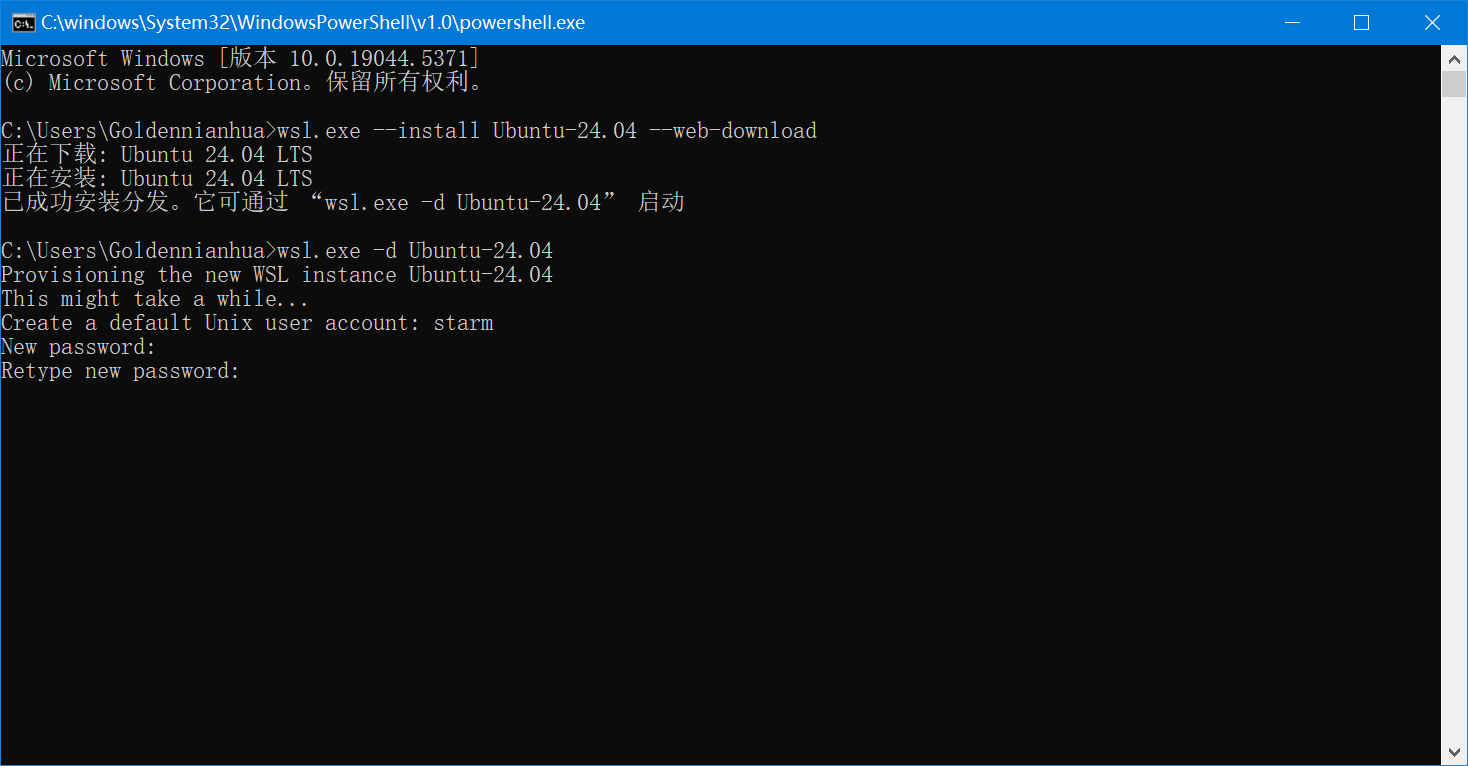 C:\windows\System32\WindowsPowerShell\v1.0\powershell.exe
Microsoft Windows [版本 10.0.19044.5371]
(c) Microsoft Corporation。保留所有权利。
C:\Users\Goldennianhua>wsl.exe --install Ubuntu-24.04 --web-download
正在下载: Ubuntu 24.04 LTS
正在安装: Ubuntu 24.04 LTS
已成功安装分发。它可通过 “wsl.exe -d Ubuntu-24.04” 启动
C:\Users\Goldennianhua>wsl.exe -d Ubuntu-24.04
Provisioning the new WSL instance Ubuntu-24.04
This might take a while...
Create a default Unix user account: starm
New password:
Retype new password: